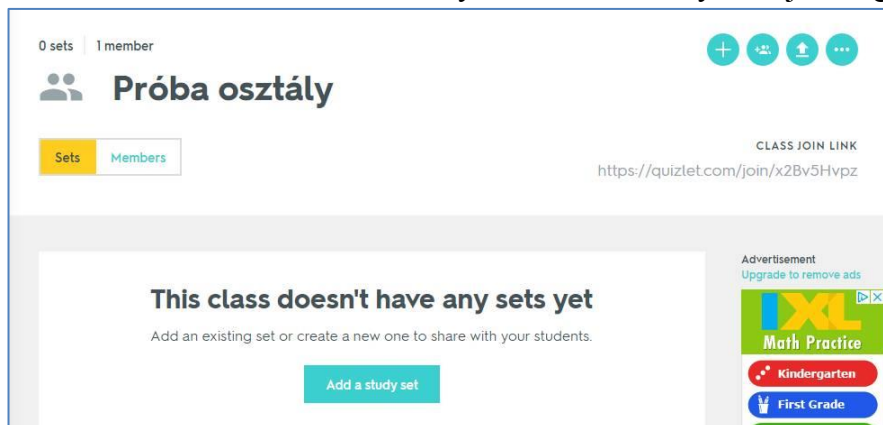 0 sets 1 member
Próba osztály
Sets Members
CLASS JOIN LINK
https://quizlet.com/join/x2Bv5Hvpz
This class doesn't have any sets yet
Add an existing set or create a new one to share with your students.
Add a study set
Advertisement
Upgrade to remove ads
IXL
Math Practice
Kindergarten
First Grade